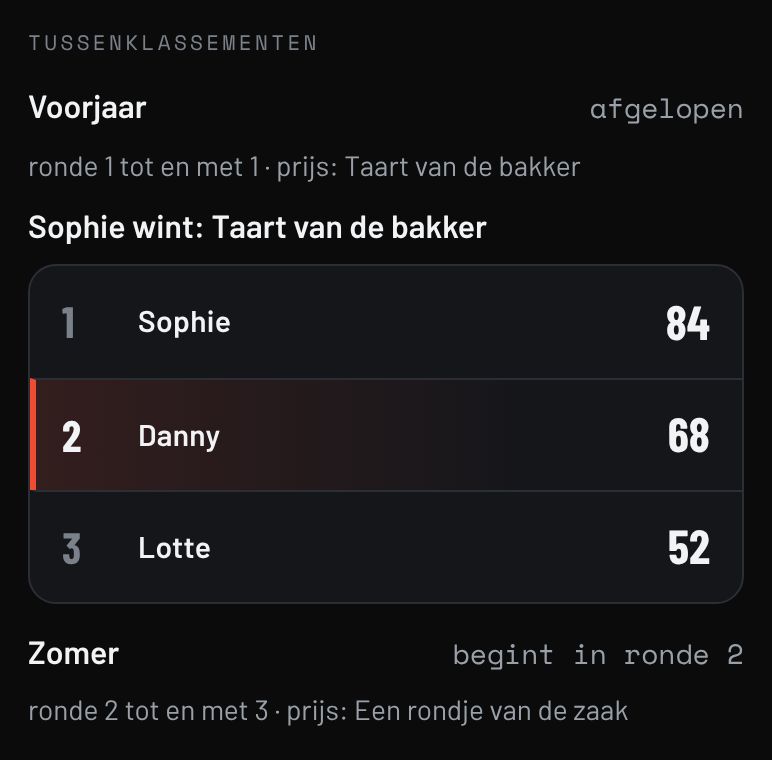 TUSSENKLASSEMENTEN
Voorjaar afgelopen
ronde 1 tot en met 1 · prijs: Taart van de bakker
Sophie wint: Taart van de bakker
1 Sophie 84
2 Danny 68
3 Lotte 52
Zomer begint in ronde 2
ronde 2 tot en met 3 · prijs: Een rondje van de zaak